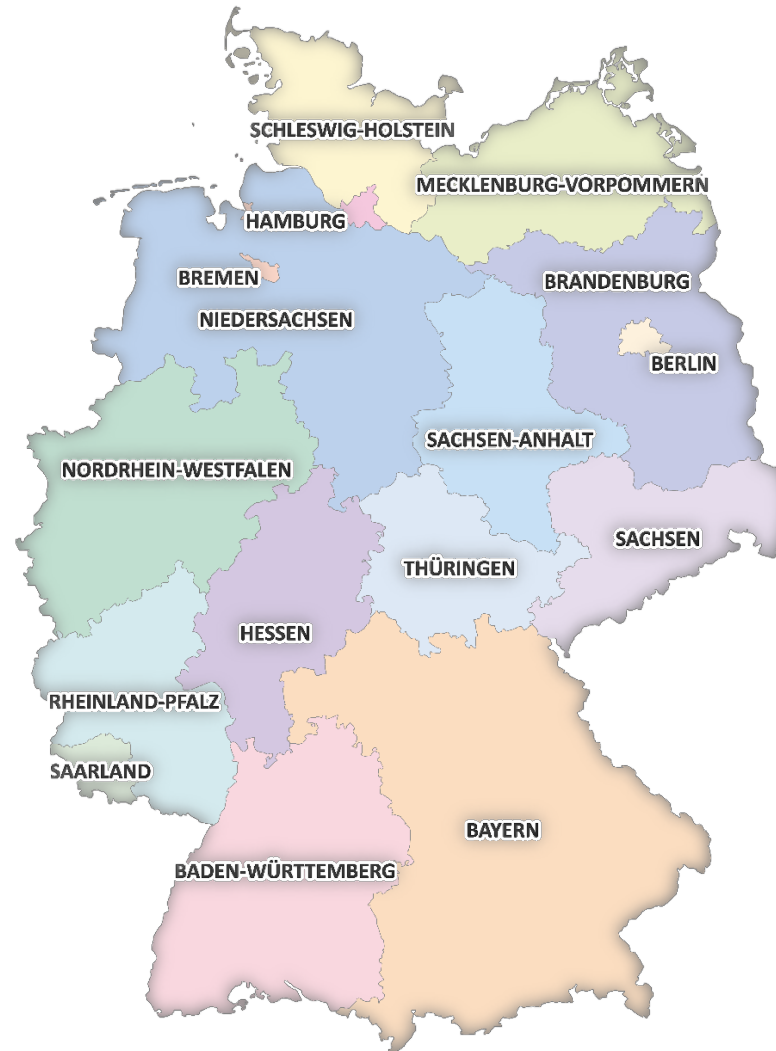 SCHLESWIG-HOLSTEIN
MECKLENBURG-VORPOMMERN
HAMBURG
BREMEN
BRANDENBURG
NIEDERSACHSEN
BERLIN
SACHSEN-ANHALT
NORDRHEIN-WESTFALEN
SACHSEN
THÜRINGEN
HESSEN
RHEINLAND-PFALZ
SAARLAND
BAYERN
BADEN-WÜRTTEMBERG